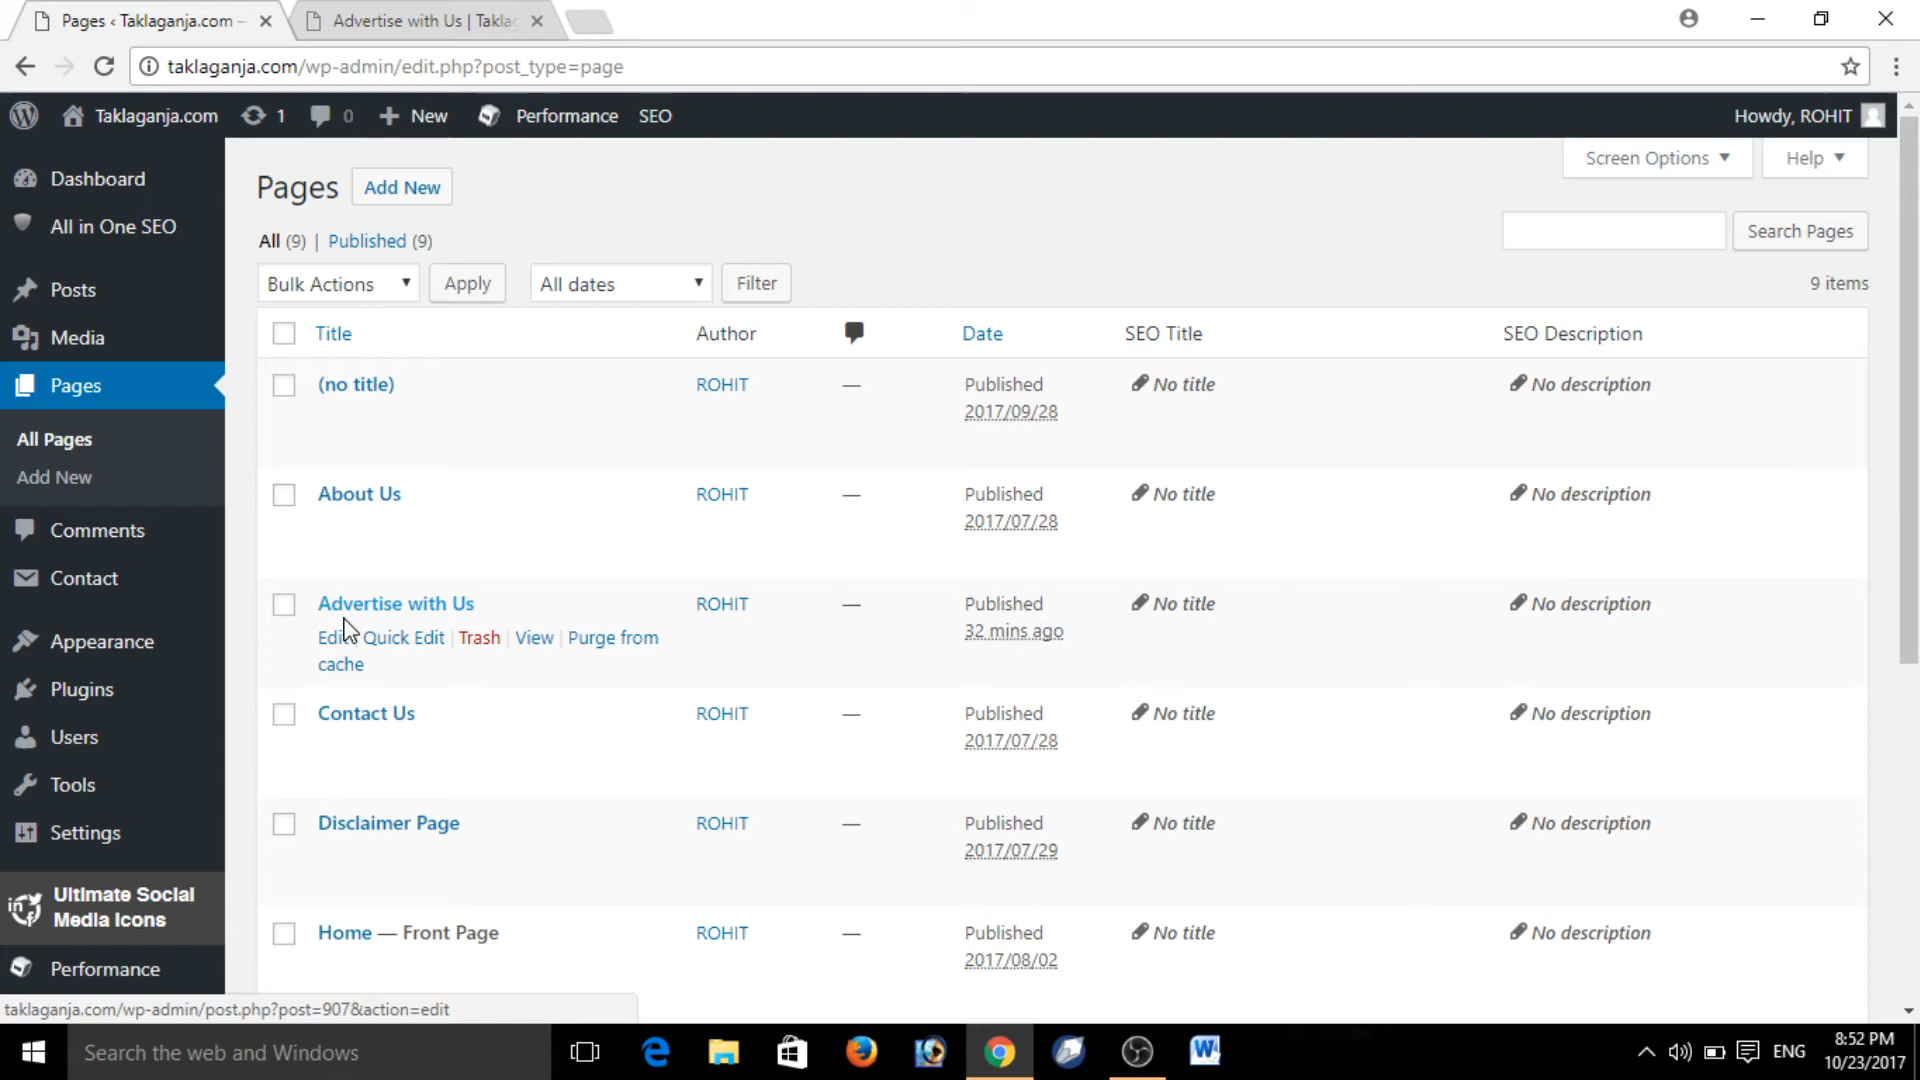 Pages ‹ Taklaganja.com –
Advertise with Us | Taklag
taklaganja.com/wp-admin/edit.php?post_type=page
Taklaganja.com 1 0 New Performance SEO Howdy, ROHIT
Dashboard
All in One SEO
Posts
Media
Pages
All Pages
Add New
Comments
Contact
Appearance
Plugins
Users
Tools
Settings
Ultimate Social
Media Icons
Performance
Screen Options Help
Pages Add New
All (9) | Published (9)
Search Pages
Bulk Actions Apply All dates Filter 9 items
Title Author Date SEO Title SEO Description
(no title) ROHIT — Published No title No description
2017/09/28
About Us ROHIT — Published No title No description
2017/07/28
Advertise with Us ROHIT — Published No title No description
32 mins ago
Edit Quick Edit | Trash | View | Purge from
cache
Contact Us ROHIT — Published No title No description
2017/07/28
Disclaimer Page ROHIT — Published No title No description
2017/07/29
Home — Front Page ROHIT — Published No title No description
2017/08/02
taklaganja.com/wp-admin/post.php?post=907&action=edit
Search the web and Windows
ENG
8:52 PM
10/23/2017